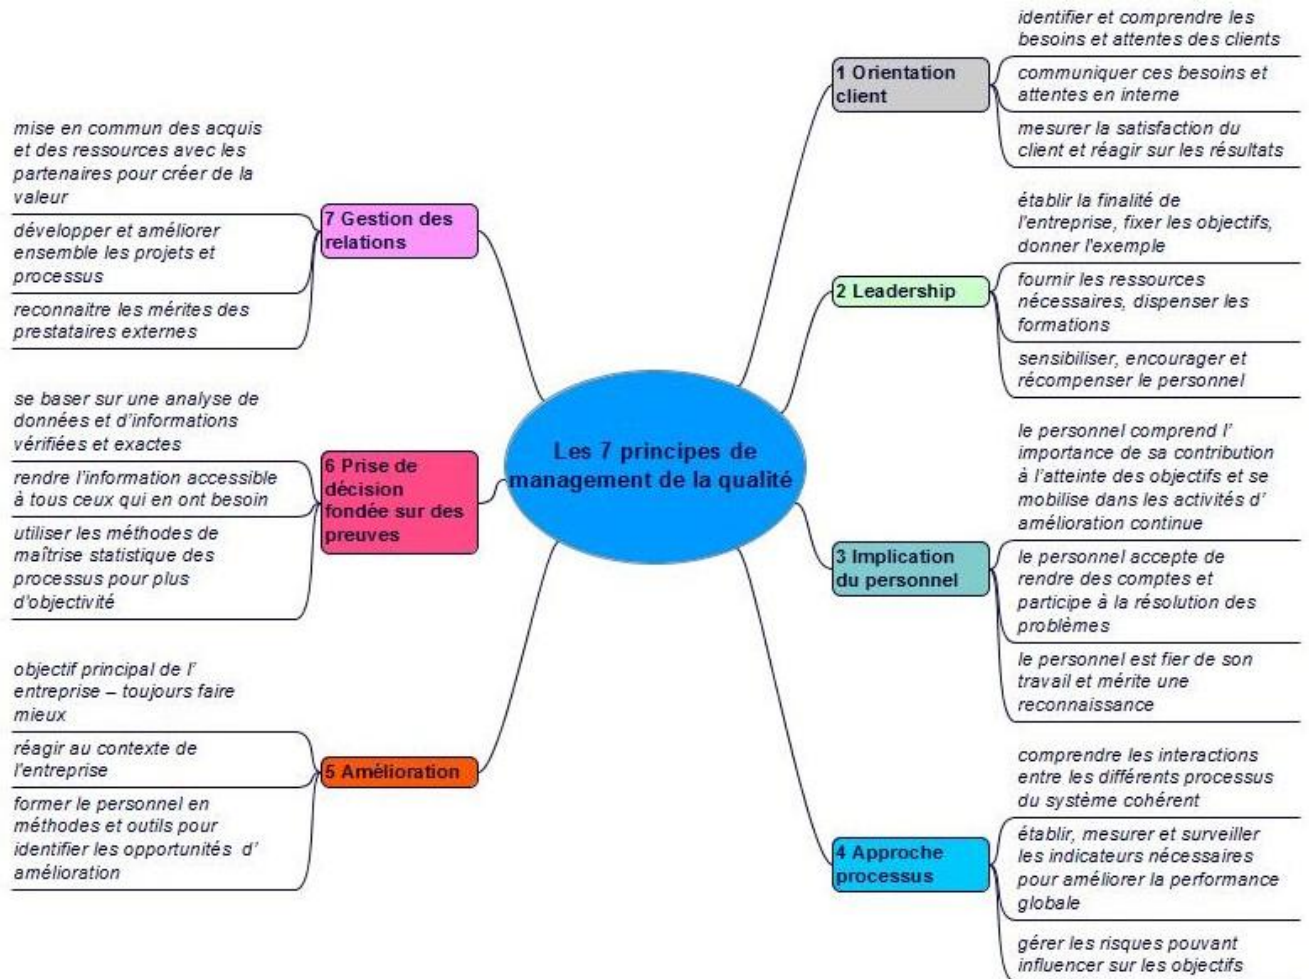 Les 7 principes de
management de la qualité
1 Orientation
client
identifier et comprendre les
besoins et attentes des clients
communiquer ces besoins et
attentes en interne
mesurer la satisfaction du
client et réagir sur les résultats
2 Leadership
établir la finalité de
l'entreprise, fixer les objectifs,
donner l'exemple
fournir les ressources
nécessaires, dispenser les
formations
sensibiliser, encourager et
récompenser le personnel
3 Implication
du personnel
le personnel comprend l'
importance de sa contribution
à l'atteinte des objectifs et se
mobilise dans les activités d'
amélioration continue
le personnel accepte de
rendre des comptes et
participe à la résolution des
problèmes
le personnel est fier de son
travail et mérite une
reconnaissance
4 Approche
processus
comprendre les interactions
entre les différents processus
du système cohérent
établir, mesurer et surveiller
les indicateurs nécessaires
pour améliorer la performance
globale
gérer les risques pouvant
influencer sur les objectifs
5 Amélioration
objectif principal de l'
entreprise – toujours faire
mieux
réagir au contexte de
l'entreprise
former le personnel en
méthodes et outils pour
identifier les opportunités d'
amélioration
6 Prise de
décision
fondée sur des
preuves
se baser sur une analyse de
données et d'informations
vérifiées et exactes
rendre l'information accessible
à tous ceux qui en ont besoin
utiliser les méthodes de
maîtrise statistique des
processus pour plus
d'objectivité
7 Gestion des
relations
mise en commun des acquis
et des ressources avec les
partenaires pour créer de la
valeur
développer et améliorer
ensemble les projets et
processus
reconnaitre les mérites des
prestataires externes